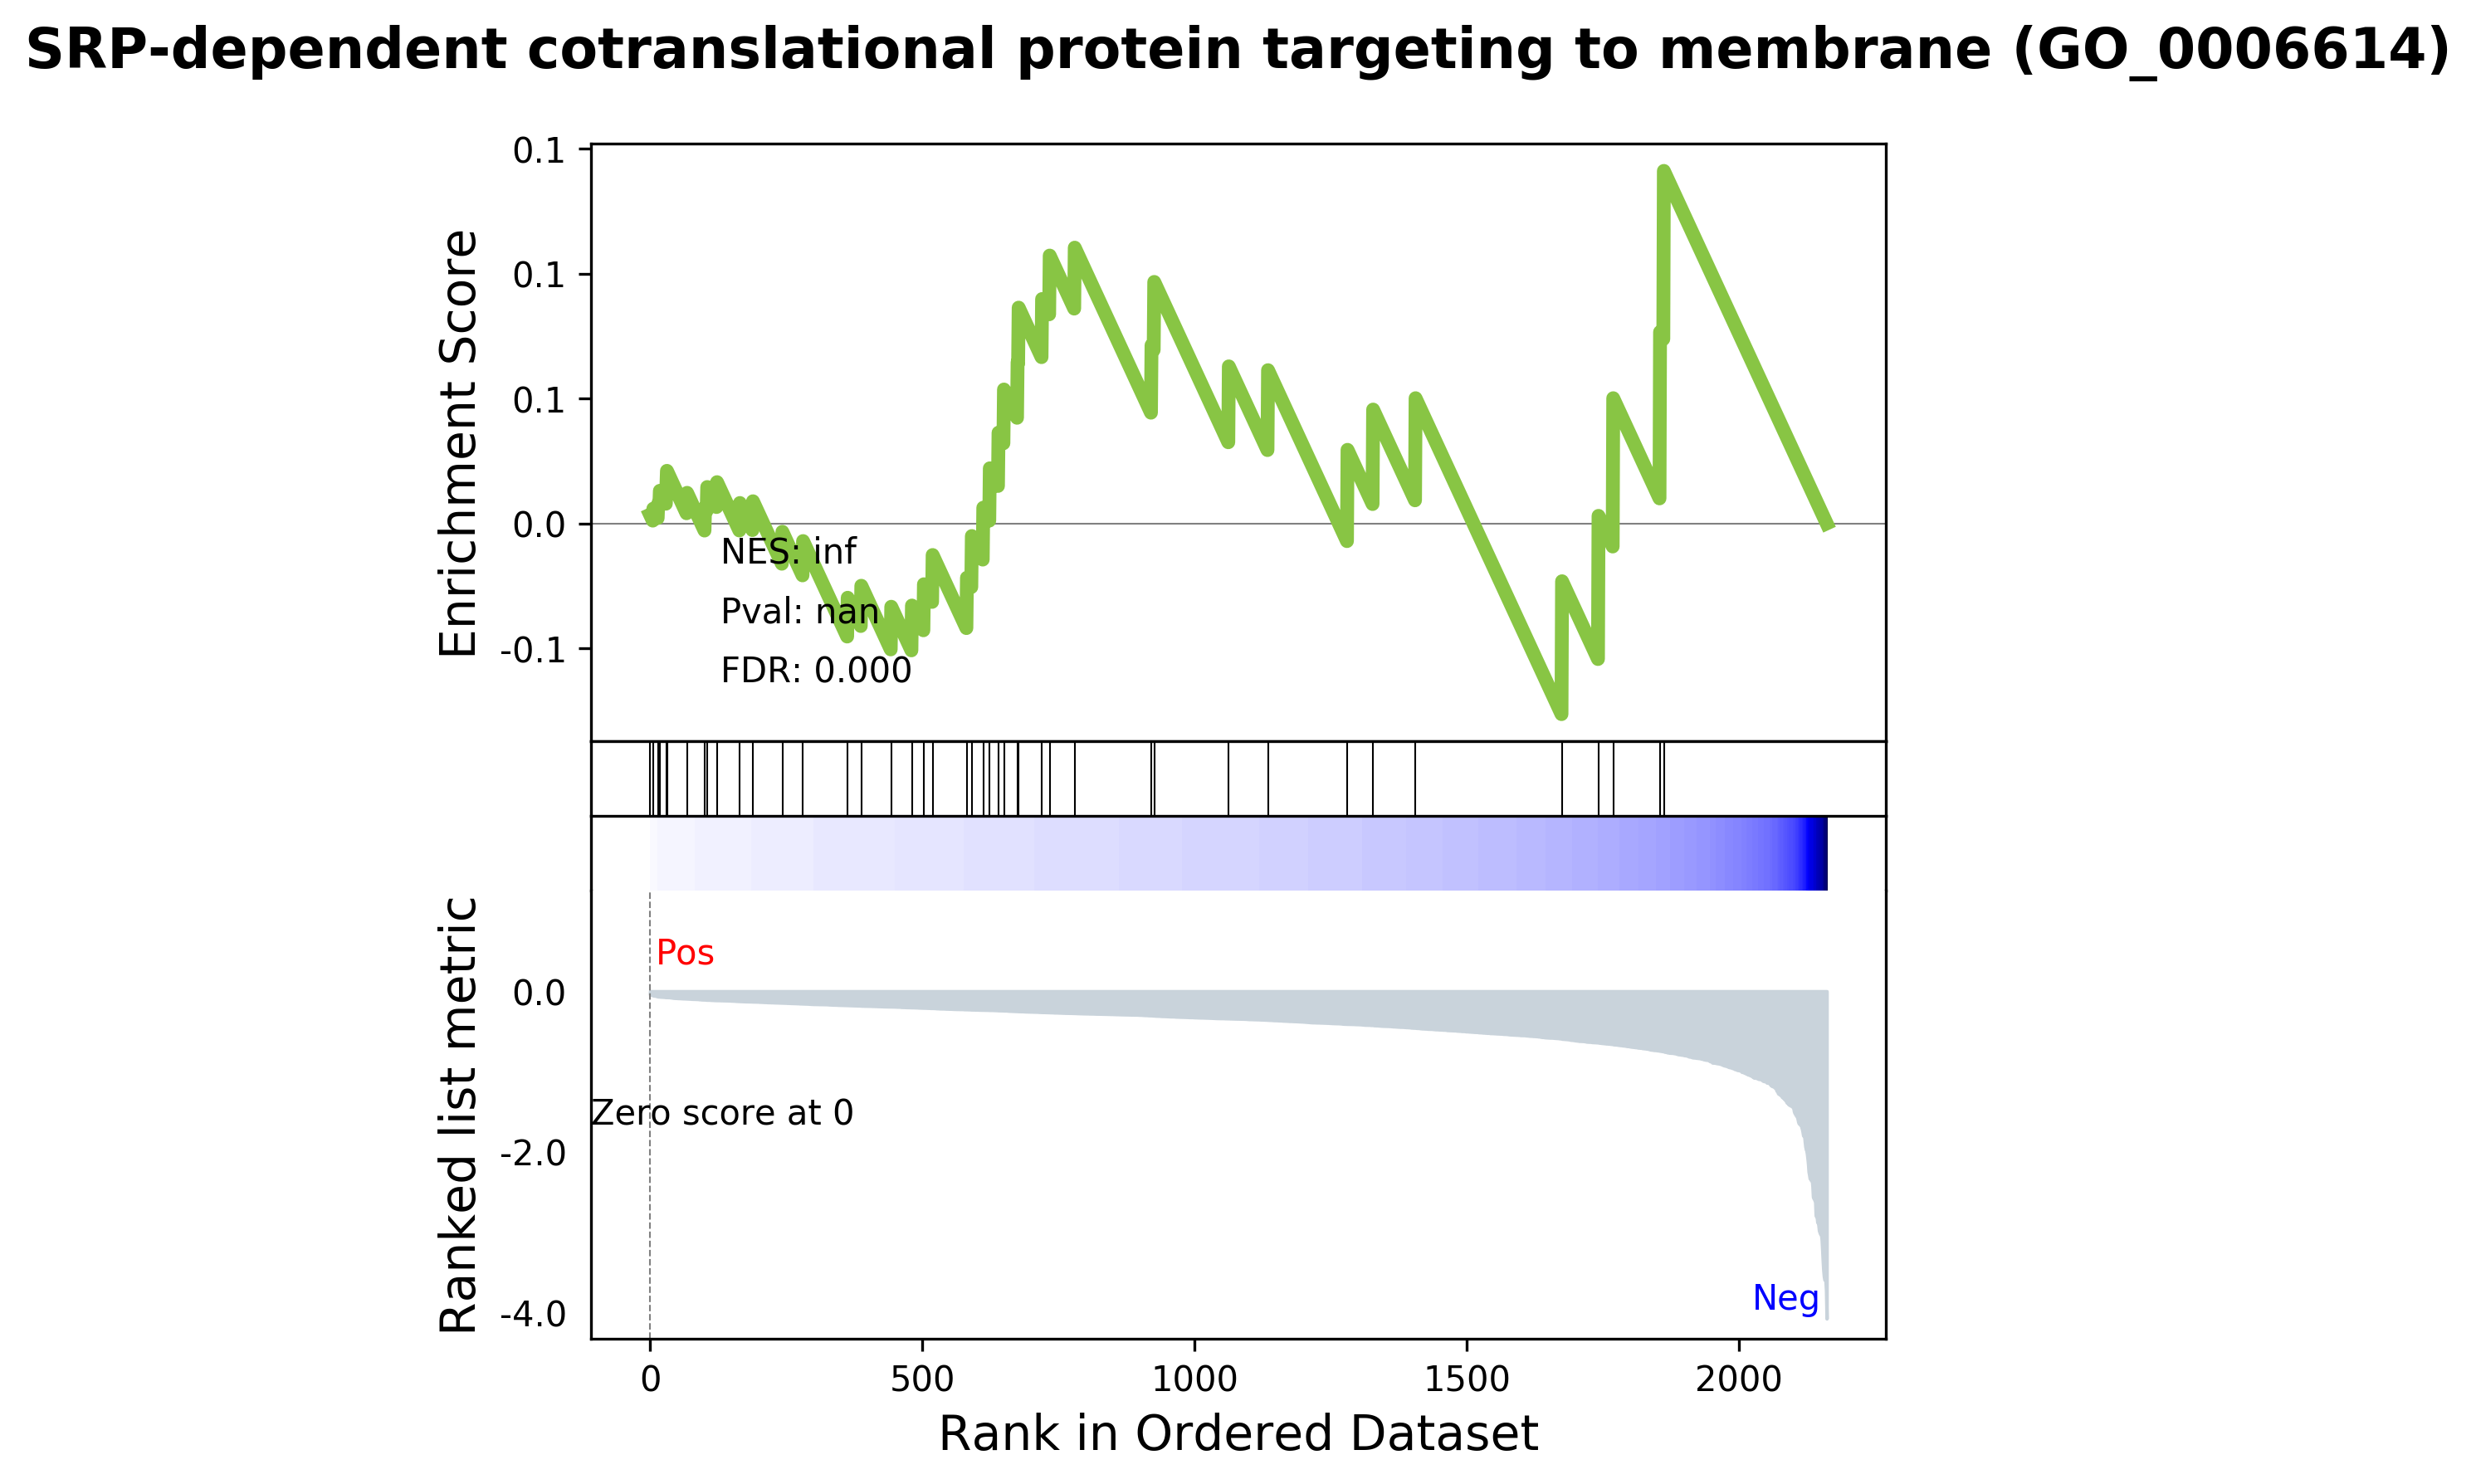 SRP-dependent cotranslational protein targeting to membrane (GO_0006614)
Enrichment Score
0.1
0.1
0.1
0.0
-0.1
NES: inf
Pval: nan
FDR: 0.000
Ranked list metric
Pos
0.0
Zero score at 0
-2.0
Neg
-4.0
0 500 1000 1500 2000
Rank in Ordered Dataset